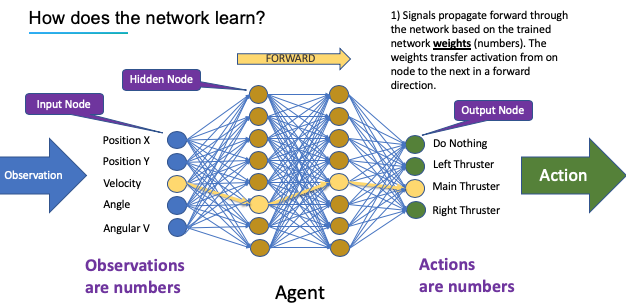 How does the network learn?
1) Signals propagate forward through
the network based on the trained
network weights (numbers). The
weights transfer activation from on
node to the next in a forward
direction.
FORWARD
Hidden Node
Input Node
Output Node
Observation
Position X
Position Y
Velocity
Angle
Angular V
Do Nothing
Left Thruster
Main Thruster
Right Thruster
Action
Observations
are numbers
Agent
Actions
are numbers